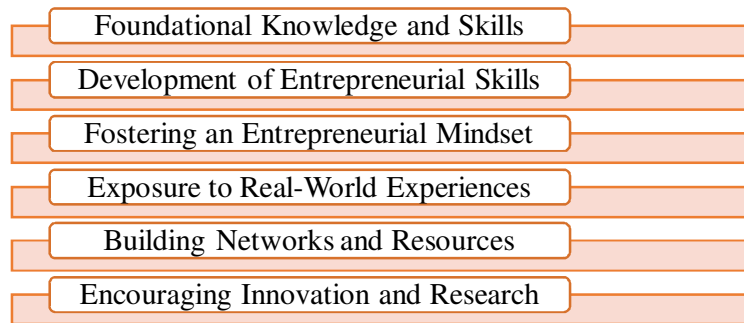 Foundational Knowledge and Skills
Development of Entrepreneurial Skills
Fostering an Entrepreneurial Mindset
Exposure to Real-World Experiences
Building Networks and Resources
Encouraging Innovation and Research